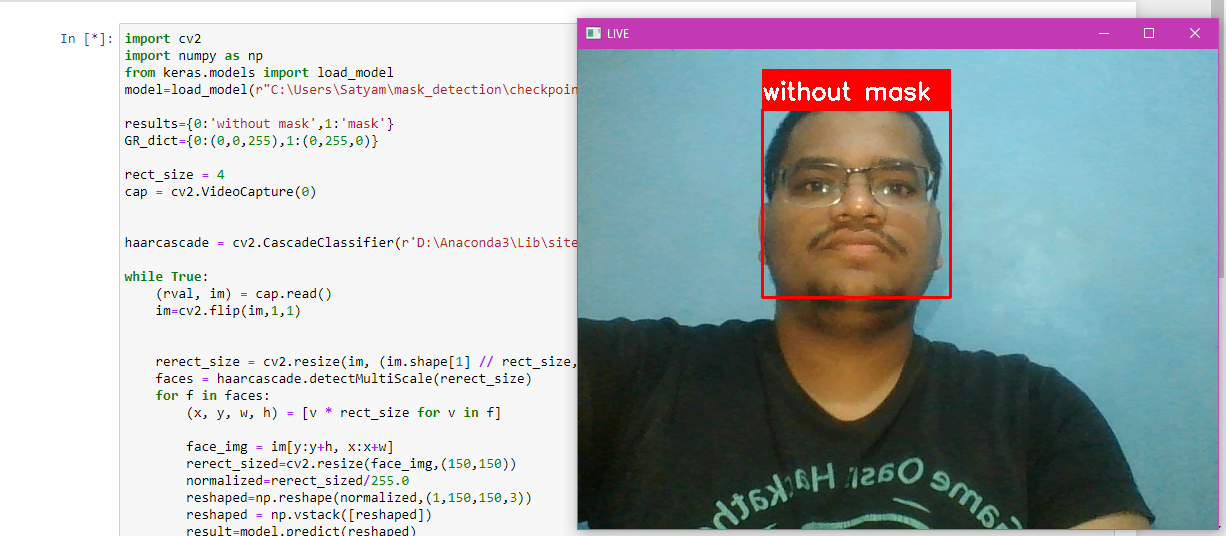 In [*]:
import cv2
import numpy as np
from keras.models import load_model
model=load_model(r"C:\Users\Satyam\mask_detection\checkpoin
results={0:'without mask',1:'mask'}
GR_dict={0:(0,0,255),1:(0,255,0)}
rect_size = 4
cap = cv2.VideoCapture(0)
haarcascade = cv2.CascadeClassifier(r'D:\Anaconda3\Lib\site
while True:
    (rval, im) = cap.read()
    im=cv2.flip(im,1,1)
    rerect_size = cv2.resize(im, (im.shape[1] // rect_size,
    faces = haarcascade.detectMultiScale(rerect_size)
    for f in faces:
        (x, y, w, h) = [v * rect_size for v in f]
        face_img = im[y:y+h, x:x+w]
        rerect_sized=cv2.resize(face_img,(150,150))
        normalized=rerect_sized/255.0
        reshaped=np.reshape(normalized,(1,150,150,3))
        reshaped = np.vstack([reshaped])
        result=model.predict(reshaped)
LIVE
without mask
Game Oasis Hackatho